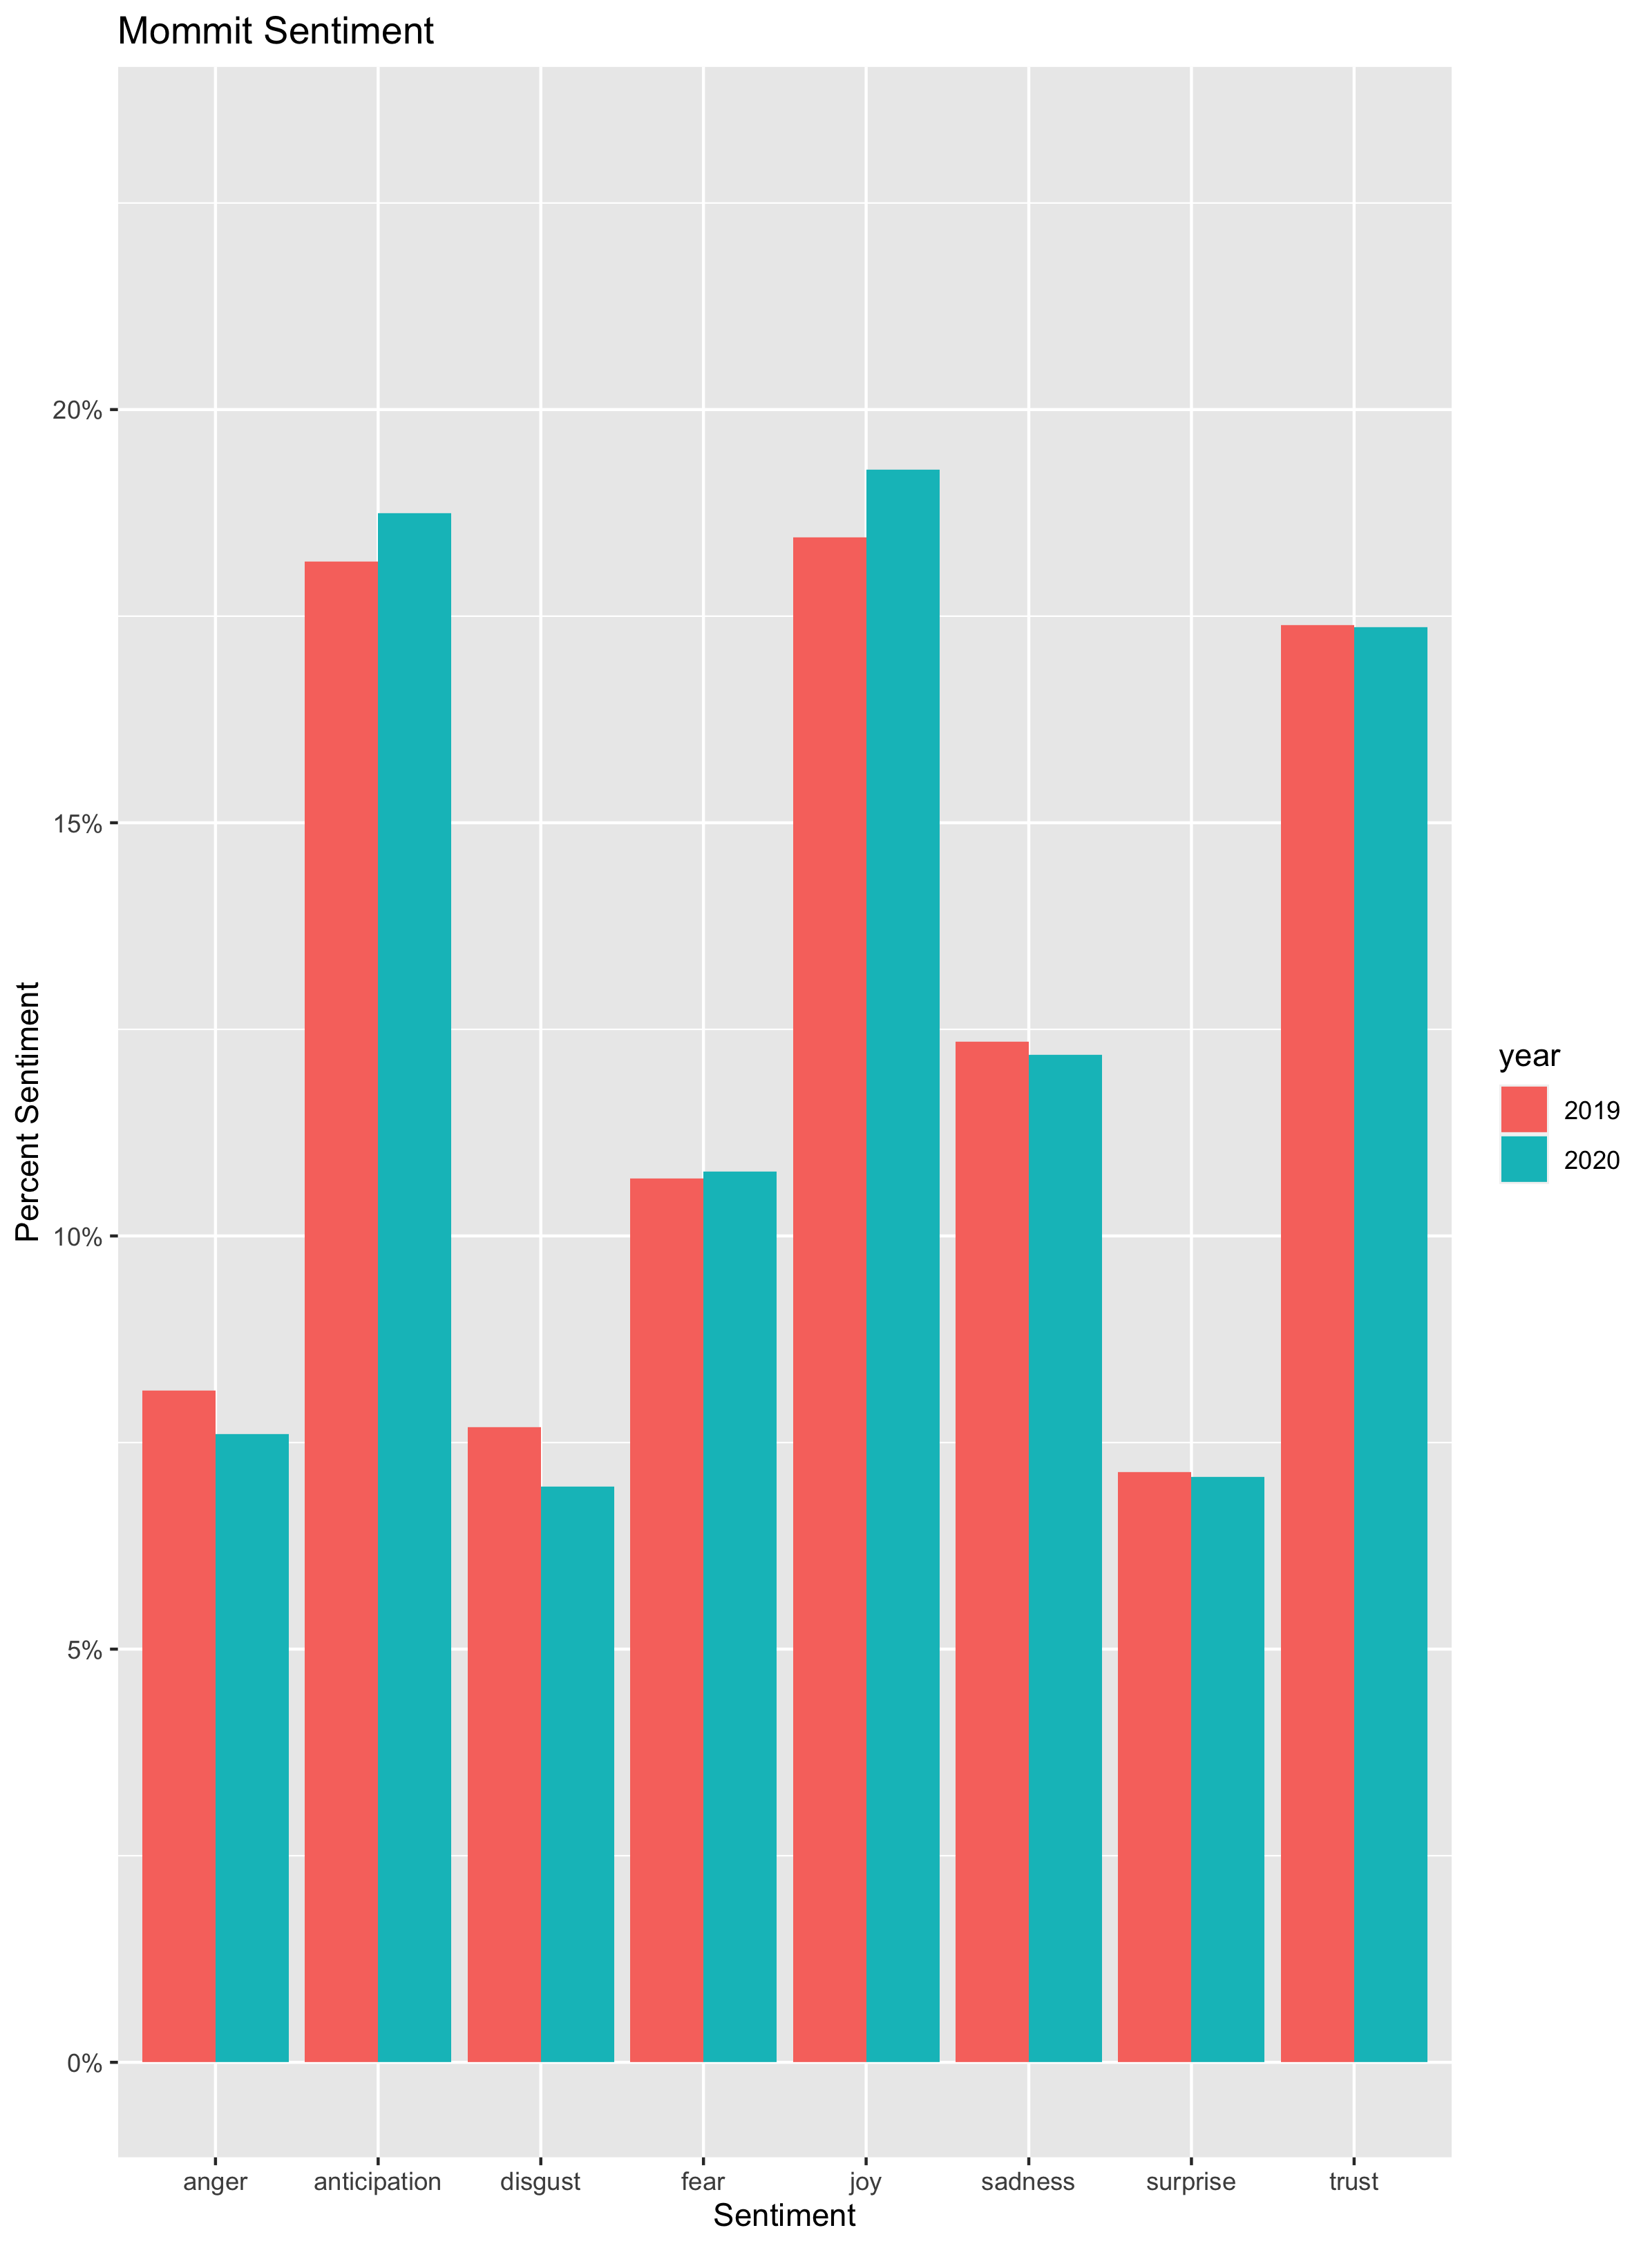 Mommit Sentiment
Percent Sentiment
20%
15%
10%
5%
0%
anger anticipation disgust fear joy sadness surprise trust
Sentiment
year
2019
2020